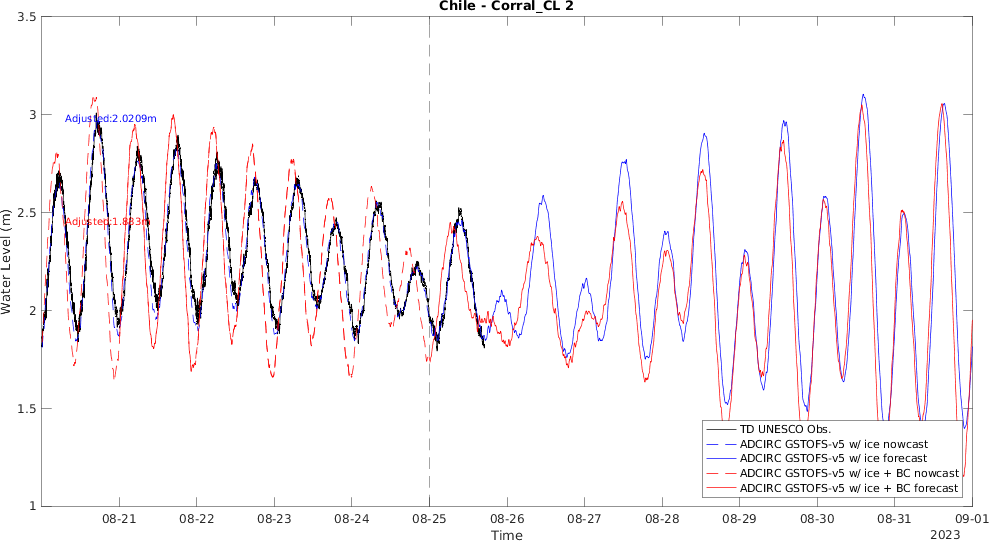 Chile - Corral_CL 2
3.5
3
2.5
2
1.5
1
Water Level (m)
Adjusted:2.0209m
Adjusted:1.883m
TD UNESCO Obs.
ADCIRC GSTOFS-v5 w/ ice nowcast
ADCIRC GSTOFS-v5 w/ ice forecast
ADCIRC GSTOFS-v5 w/ ice + BC nowcast
ADCIRC GSTOFS-v5 w/ ice + BC forecast
08-21 08-22 08-23 08-24 08-25 08-26 08-27 08-28 08-29 08-30 08-31 09-01
Time
2023